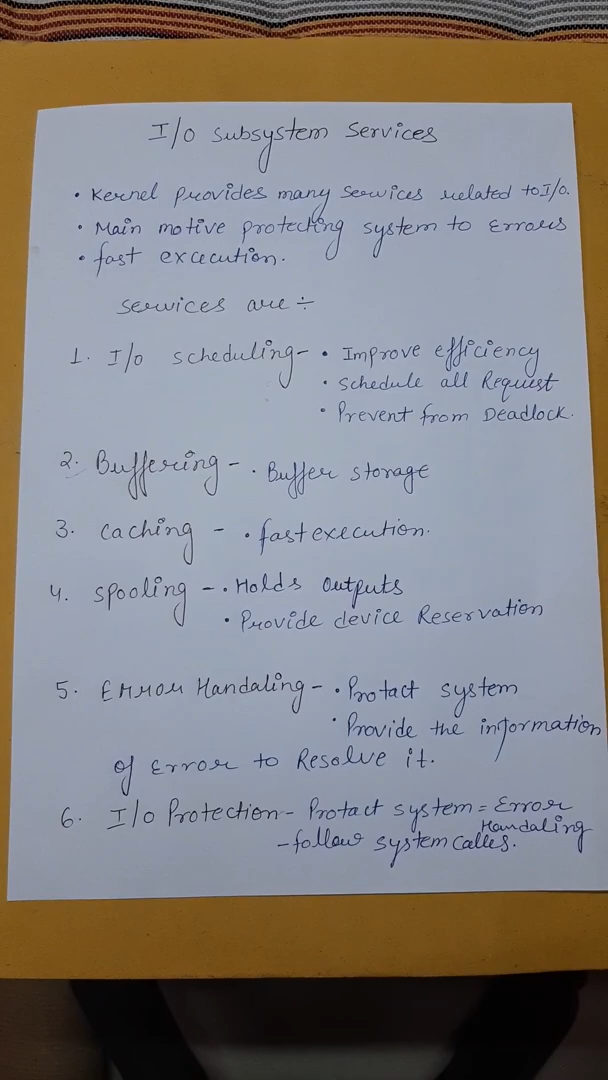 I/O Subsystem Services
• Kernel provides many services related to I/O.
• Main motive protecting system to Errors
• fast excecution.
services are ÷
1. I/o scheduling - • Improve efficiency
• Schedule all Request
• Prevent from Deadlock.
2. Buffering - • Buffer storage
3. caching - • fast execution.
4. spooling - • Holds outputs
• Provide device Reservation
5. Error Handaling - • Protact system
• Provide the information
of Error to Resolve it.
6. I/o Protection - Protact system = Error
Handaling
- follow system calles.